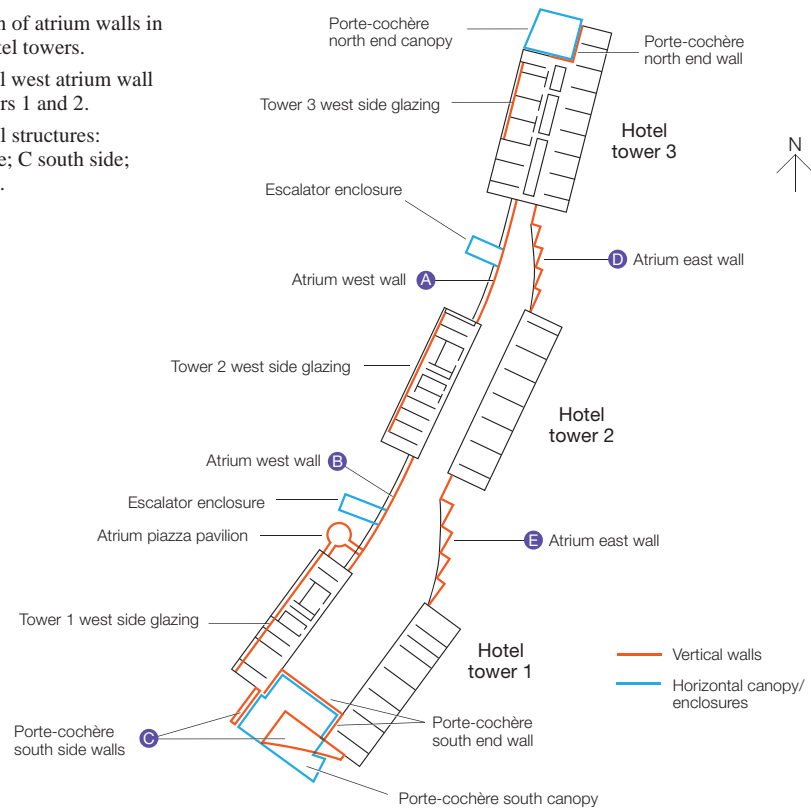 n of atrium walls in
tel towers.
l west atrium wall
rs 1 and 2.
l structures:
e; C south side;
.
Porte-cochère
north end canopy
Porte-cochère
north end wall
Tower 3 west side glazing
Hotel
tower 3
N
Escalator enclosure
Atrium west wall A
D Atrium east wall
Tower 2 west side glazing
Hotel
tower 2
Atrium west wall B
Escalator enclosure
Atrium piazza pavilion
E Atrium east wall
Tower 1 west side glazing
Hotel
tower 1
Vertical walls
Horizontal canopy/
enclosures
Porte-cochère
south side walls
C
Porte-cochère
south end wall
Porte-cochère south canopy